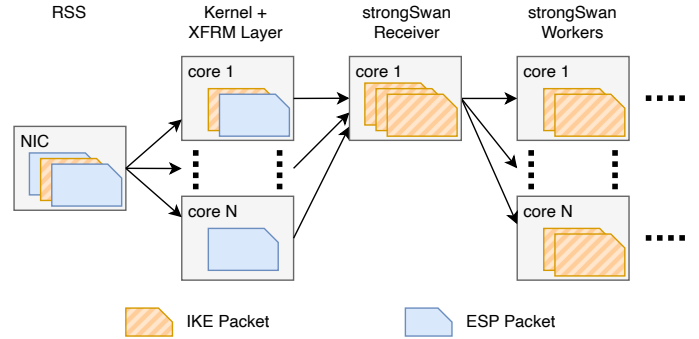 RSS
Kernel +
XFRM Layer
strongSwan
Receiver
strongSwan
Workers
NIC
core 1
core 1
core 1
core N
core N
IKE Packet
ESP Packet